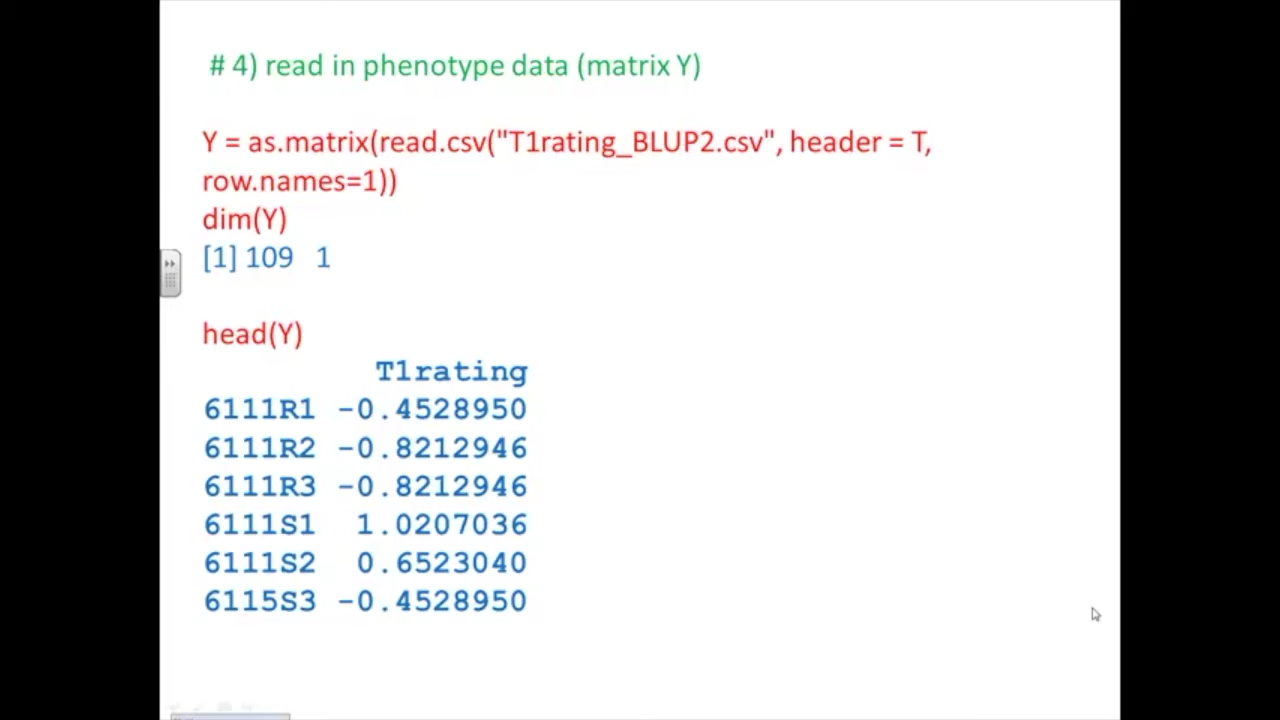 # 4) read in phenotype data (matrix Y)
Y = as.matrix(read.csv("T1rating_BLUP2.csv", header = T,
row.names=1))
dim(Y)
[1] 109 1
head(Y)
T1rating
6111R1 -0.4528950
6111R2 -0.8212946
6111R3 -0.8212946
6111S1 1.0207036
6111S2 0.6523040
6115S3 -0.4528950